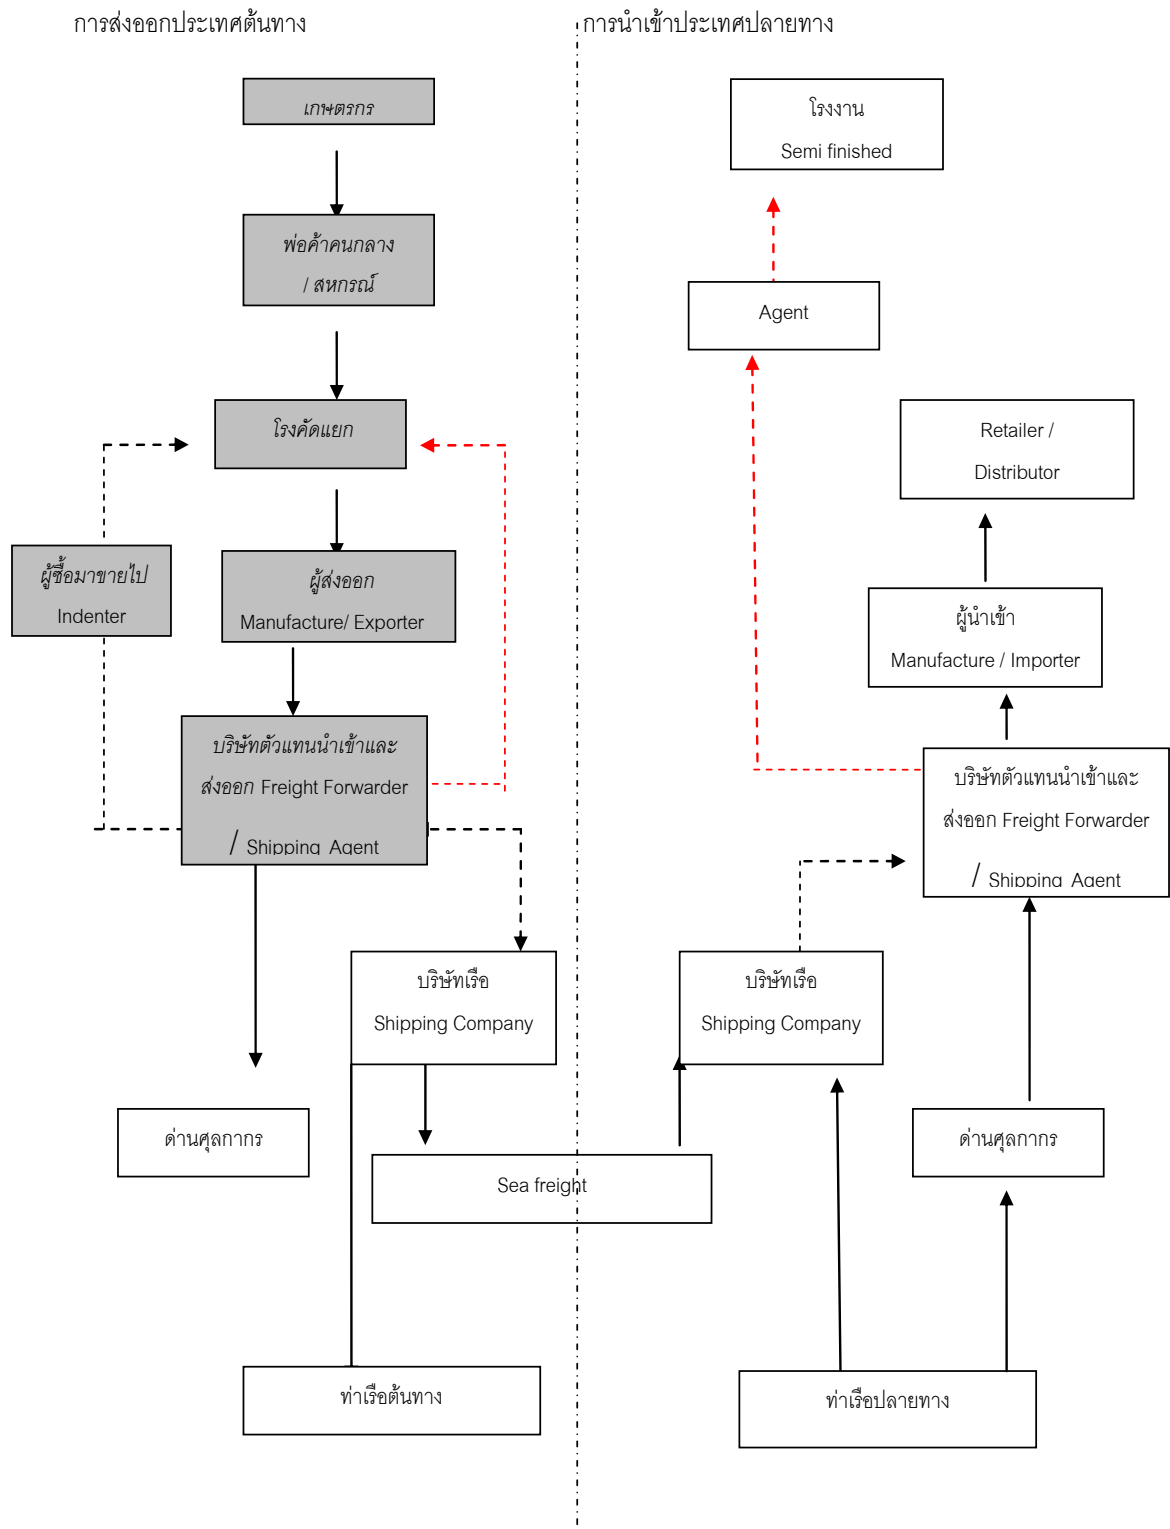 การส่งออกประเทศต้นทาง
การนำเข้าประเทศปลายทาง
เกษตรกร
พ่อค้าคนกลาง
/ สหกรณ์
โรงคัดแยก
ผู้ซื้อมาขายไป
Indenter
ผู้ส่งออก
Manufacture/ Exporter
บริษัทตัวแทนนำเข้าและ
ส่งออก Freight Forwarder
/ Shipping Agent
บริษัทเรือ
Shipping Company
ด่านศุลกากร
Sea freight
ท่าเรือต้นทาง
โรงงาน
Semi finished
Agent
Retailer /
Distributor
ผู้นำเข้า
Manufacture / Importer
บริษัทตัวแทนนำเข้าและ
ส่งออก Freight Forwarder
/ Shipping Agent
บริษัทเรือ
Shipping Company
ด่านศุลกากร
ท่าเรือปลายทาง